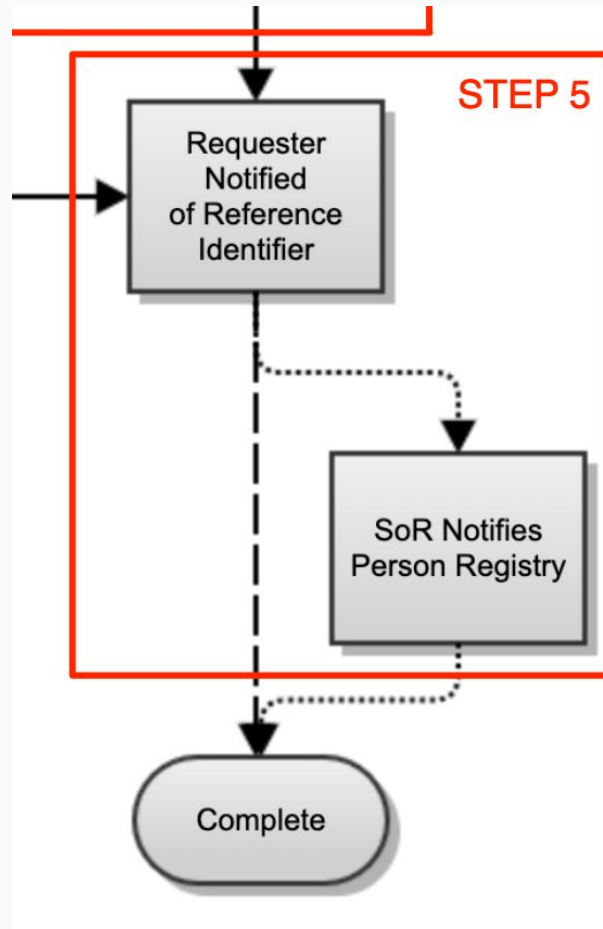 STEP 5
Requester
Notified
of Reference
Identifier
SoR Notifies
Person Registry
Complete